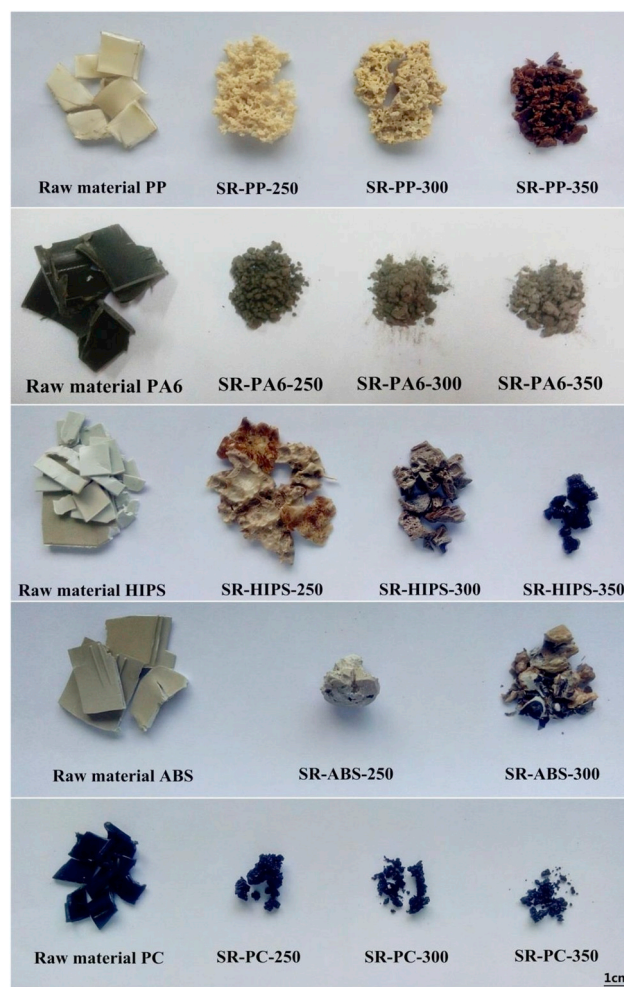 Raw material PP SR-PP-250 SR-PP-300 SR-PP-350
Raw material PA6 SR-PA6-250 SR-PA6-300 SR-PA6-350
Raw material HIPS SR-HIPS-250 SR-HIPS-300 SR-HIPS-350
Raw material ABS SR-ABS-250 SR-ABS-300
Raw material PC SR-PC-250 SR-PC-300 SR-PC-350
1cm